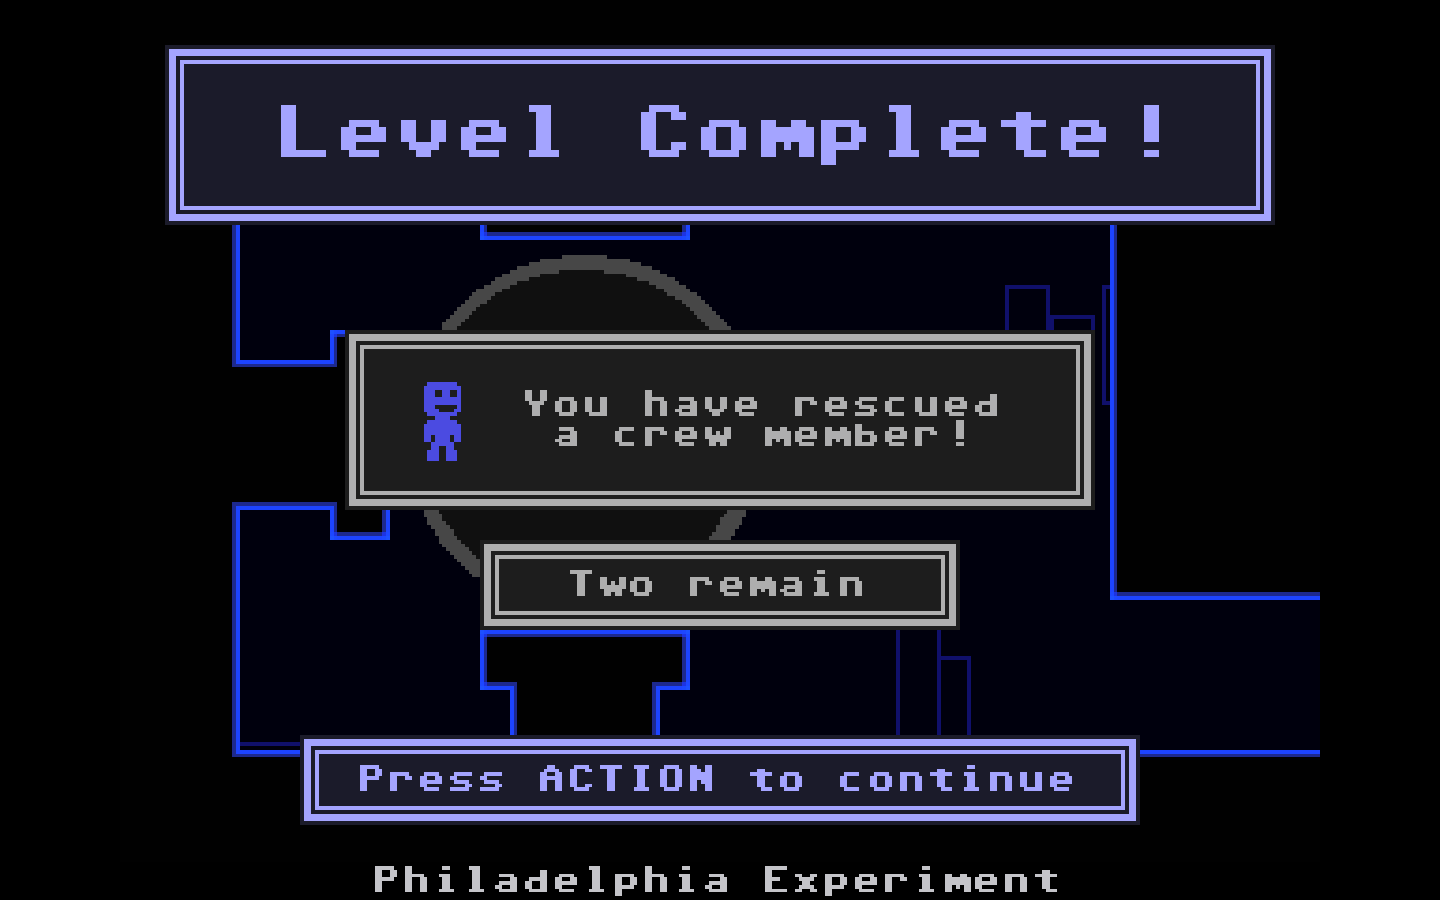 Level Complete!
You have rescued
a crew member!
Two remain
Press ACTION to continue
Philadelphia Experiment